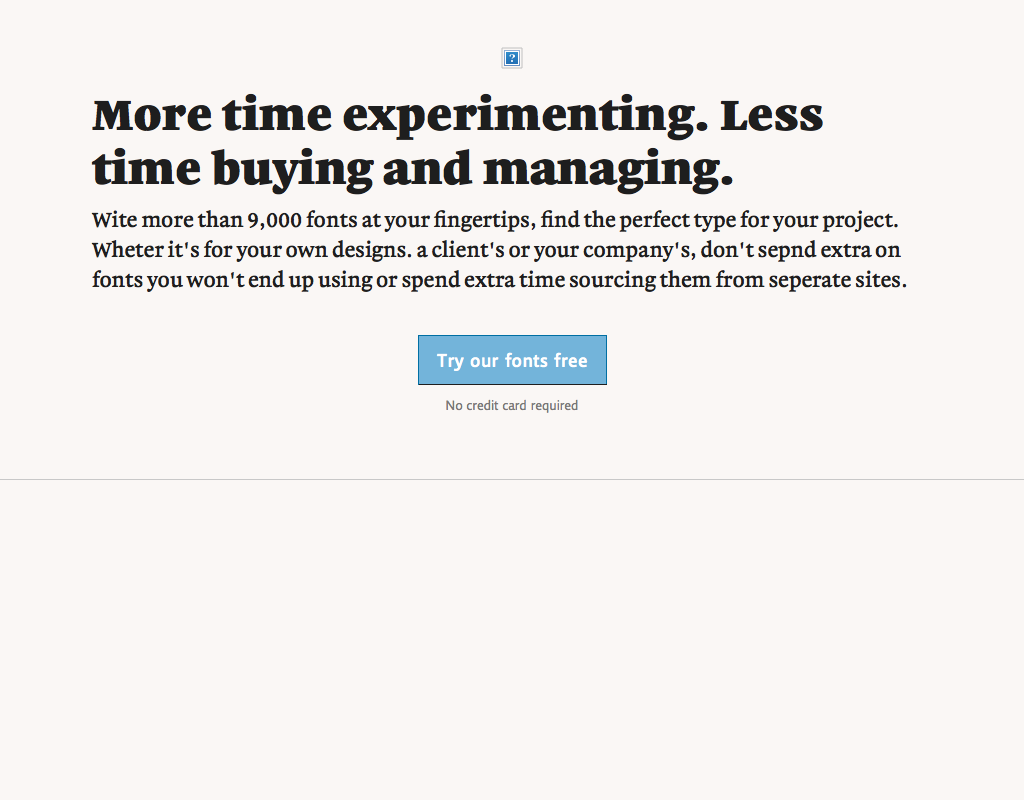 More time experimenting. Less
time buying and managing.
Wite more than 9,000 fonts at your fingertips, find the perfect type for your project.
Wheter it's for your own designs. a client's or your company's, don't sepnd extra on
fonts you won't end up using or spend extra time sourcing them from seperate sites.
Try our fonts free
No credit card required